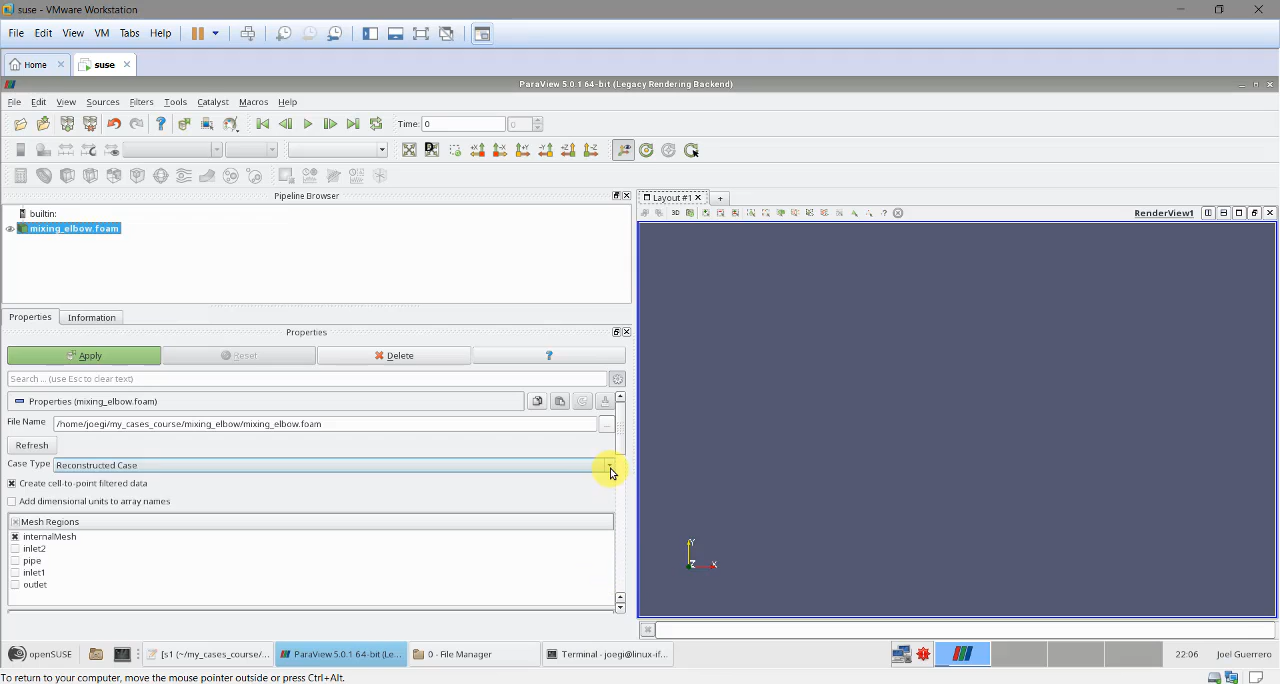 suse - VMware Workstation
File Edit View VM Tabs Help
Home suse
ParaView 5.0.1 64-bit (Legacy Rendering Backend)
File Edit View Sources Filters Tools Catalyst Macros Help
Time: 0 0
Pipeline Browser
Layout #1 +
builtin:
3D RenderView1
mixing_elbow.foam
Properties Information
Properties
Apply Reset Delete ?
Search ... (use Esc to clear text)
Properties (mixing_elbow.foam)
File Name /home/joegi/my_cases_course/mixing_elbow/mixing_elbow.foam ...
Refresh
Case Type Reconstructed Case
Create cell-to-point filtered data
Add dimensional units to array names
Mesh Regions
internalMesh
inlet2
pipe
inlet1
outlet
Y
Z X
openSUSE [s1 (~/my_cases_course/... ParaView 5.0.1 64-bit (Le... 0 - File Manager Terminal - joegi@linux-if... 22:06 Joel Guerrero
To return to your computer, move the mouse pointer outside or press Ctrl+Alt.